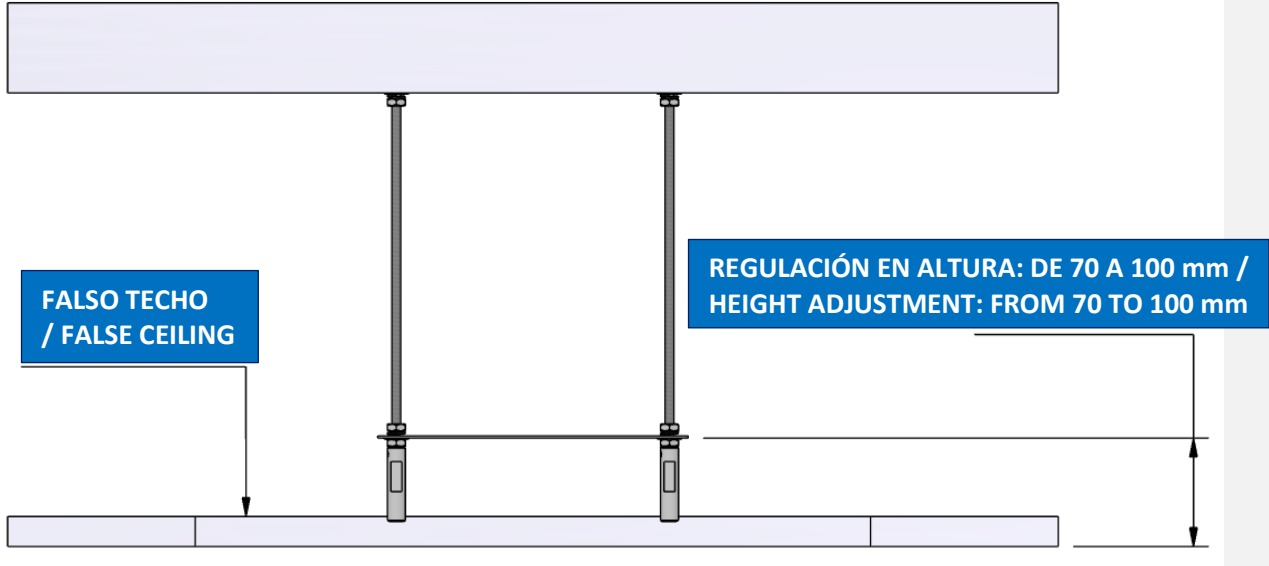 FALSO TECHO
/ FALSE CEILING
REGULACIÓN EN ALTURA: DE 70 A 100 mm /
HEIGHT ADJUSTMENT: FROM 70 TO 100 mm